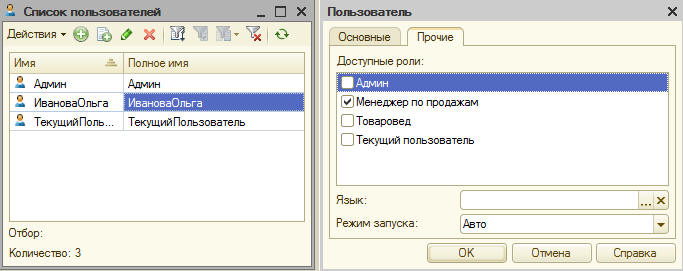 Список пользователей
Действия
Имя
Полное имя
Админ
Админ
ИвановаОльга
ИвановаОльга
ТекущийПоль...
ТекущийПользователь
Отбор:
Количество: 3
Пользователь
Основные
Прочие
Доступные роли:
Админ
Менеджер по продажам
Товаровед
Текущий пользователь
Язык:
...
Режим запуска:
Авто
OK
Отмена
Справка